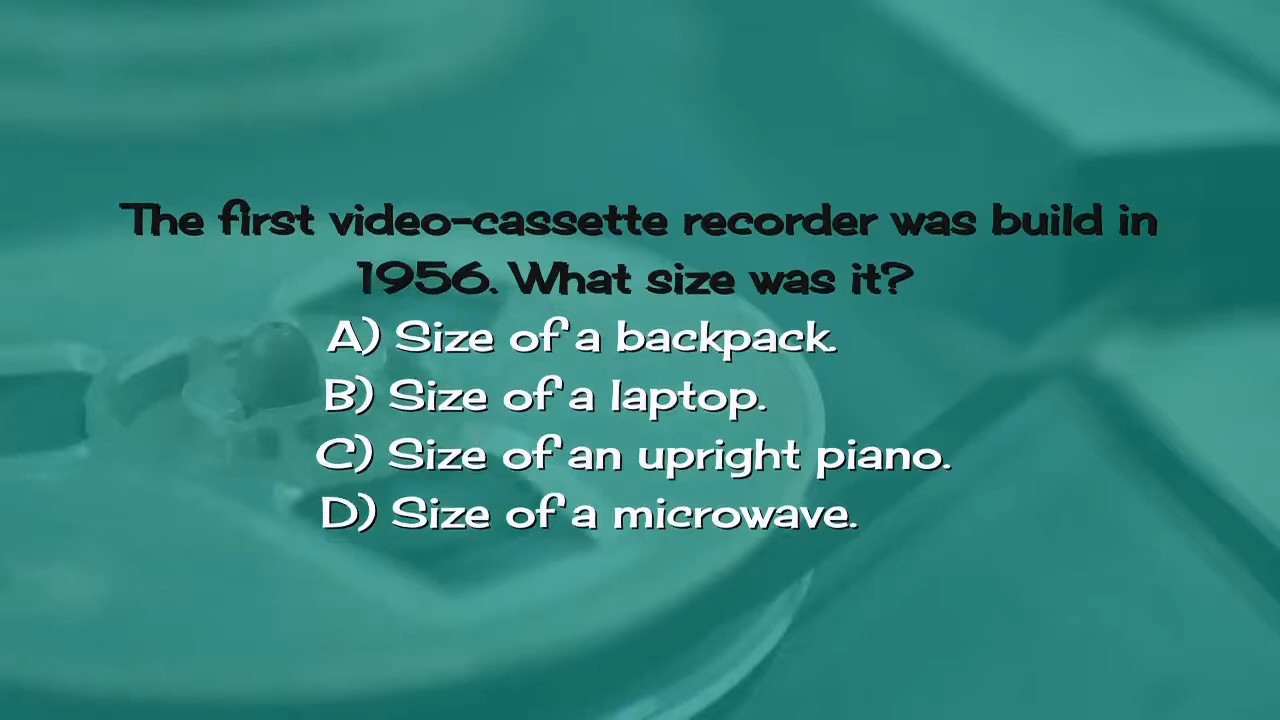 The first video-cassette recorder was build in
1956. What size was it?
A) Size of a backpack.
B) Size of a laptop.
C) Size of an upright piano.
D) Size of a microwave.